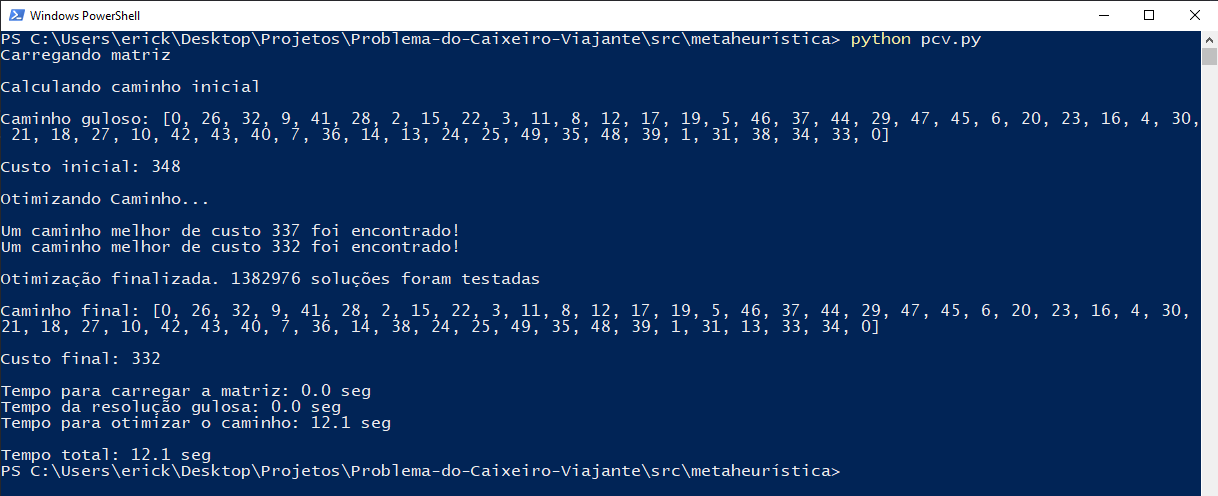 Windows PowerShell
PS C:\Users\erick\Desktop\Projetos\Problema-do-Caixeiro-Viajante\src\metaheurística> python pcv.py
Carregando matriz
Calculando caminho inicial
Caminho guloso: [0, 26, 32, 9, 41, 28, 2, 15, 22, 3, 11, 8, 12, 17, 19, 5, 46, 37, 44, 29, 47, 45, 6, 20, 23, 16, 4, 30,
21, 18, 27, 10, 42, 43, 40, 7, 36, 14, 13, 24, 25, 49, 35, 48, 39, 1, 31, 38, 34, 33, 0]
Custo inicial: 348
Otimizando Caminho...
Um caminho melhor de custo 337 foi encontrado!
Um caminho melhor de custo 332 foi encontrado!
Otimização finalizada. 1382976 soluções foram testadas
Caminho final: [0, 26, 32, 9, 41, 28, 2, 15, 22, 3, 11, 8, 12, 17, 19, 5, 46, 37, 44, 29, 47, 45, 6, 20, 23, 16, 4, 30,
21, 18, 27, 10, 42, 43, 40, 7, 36, 14, 38, 24, 25, 49, 35, 48, 39, 1, 31, 13, 33, 34, 0]
Custo final: 332
Tempo para carregar a matriz: 0.0 seg
Tempo da resolução gulosa: 0.0 seg
Tempo para otimizar o caminho: 12.1 seg
Tempo total: 12.1 seg
PS C:\Users\erick\Desktop\Projetos\Problema-do-Caixeiro-Viajante\src\metaheurística>